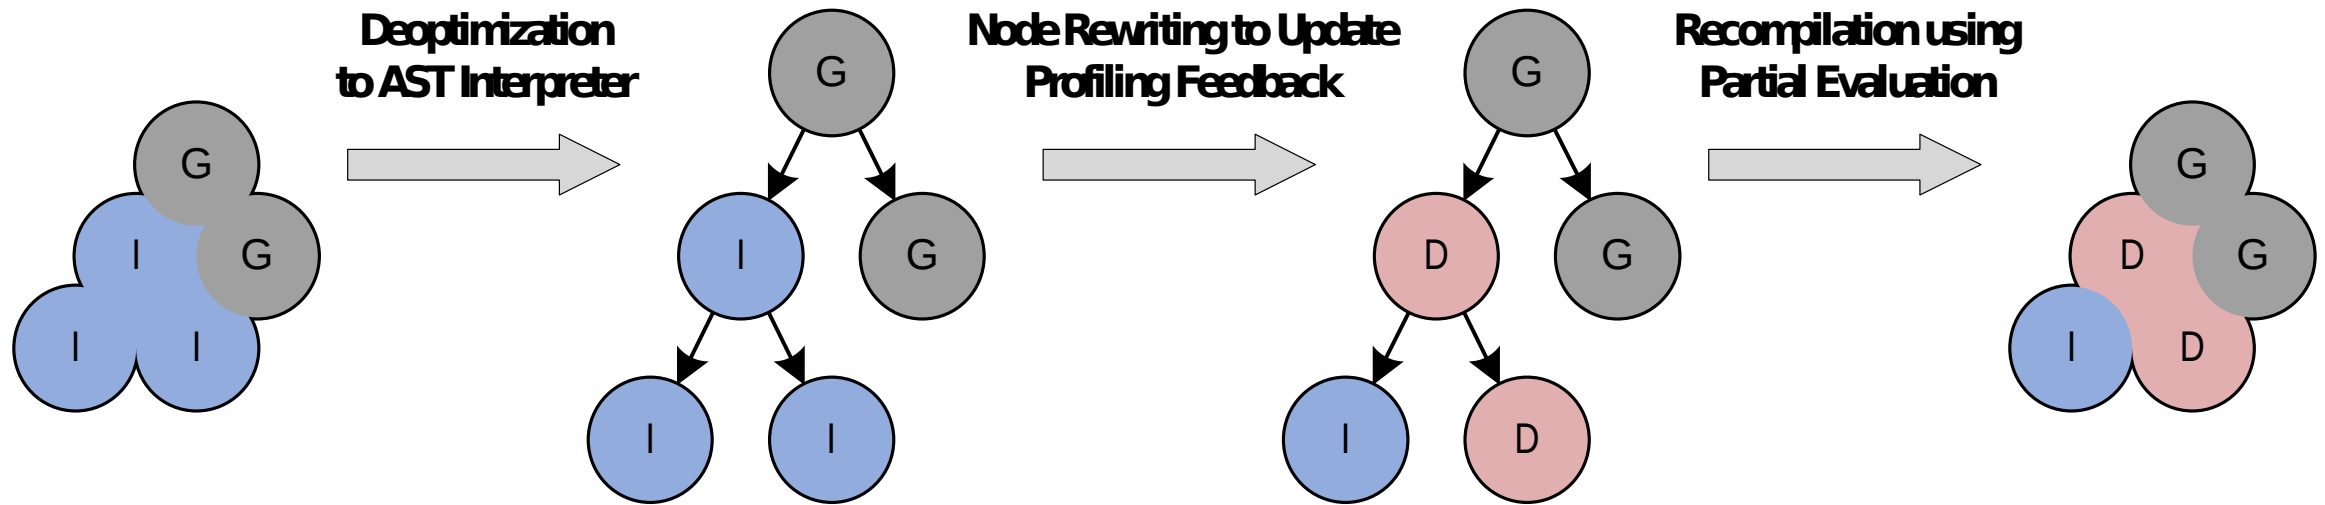 Deoptimization
to AST Interpreter
Node Rewriting to Update
Profiling Feedback
Recompilation using
Partial Evaluation
G
I
G
I
I
G
I
G
I
I
G
D
G
I
D
G
D
G
I
D